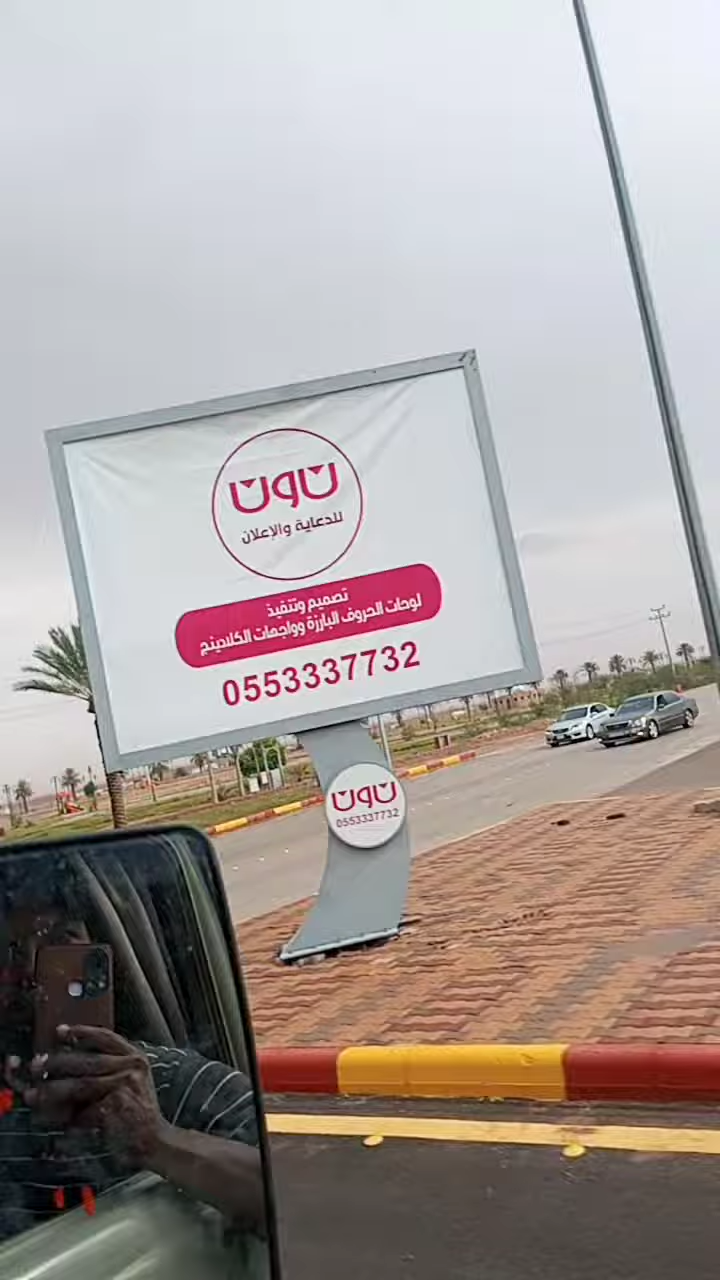 نون
للدعاية والإعلان
تصميم وتنفيذ
لوحات الحروف البارزة وواجهات الكلادينج
0553337732
نون
0553337732